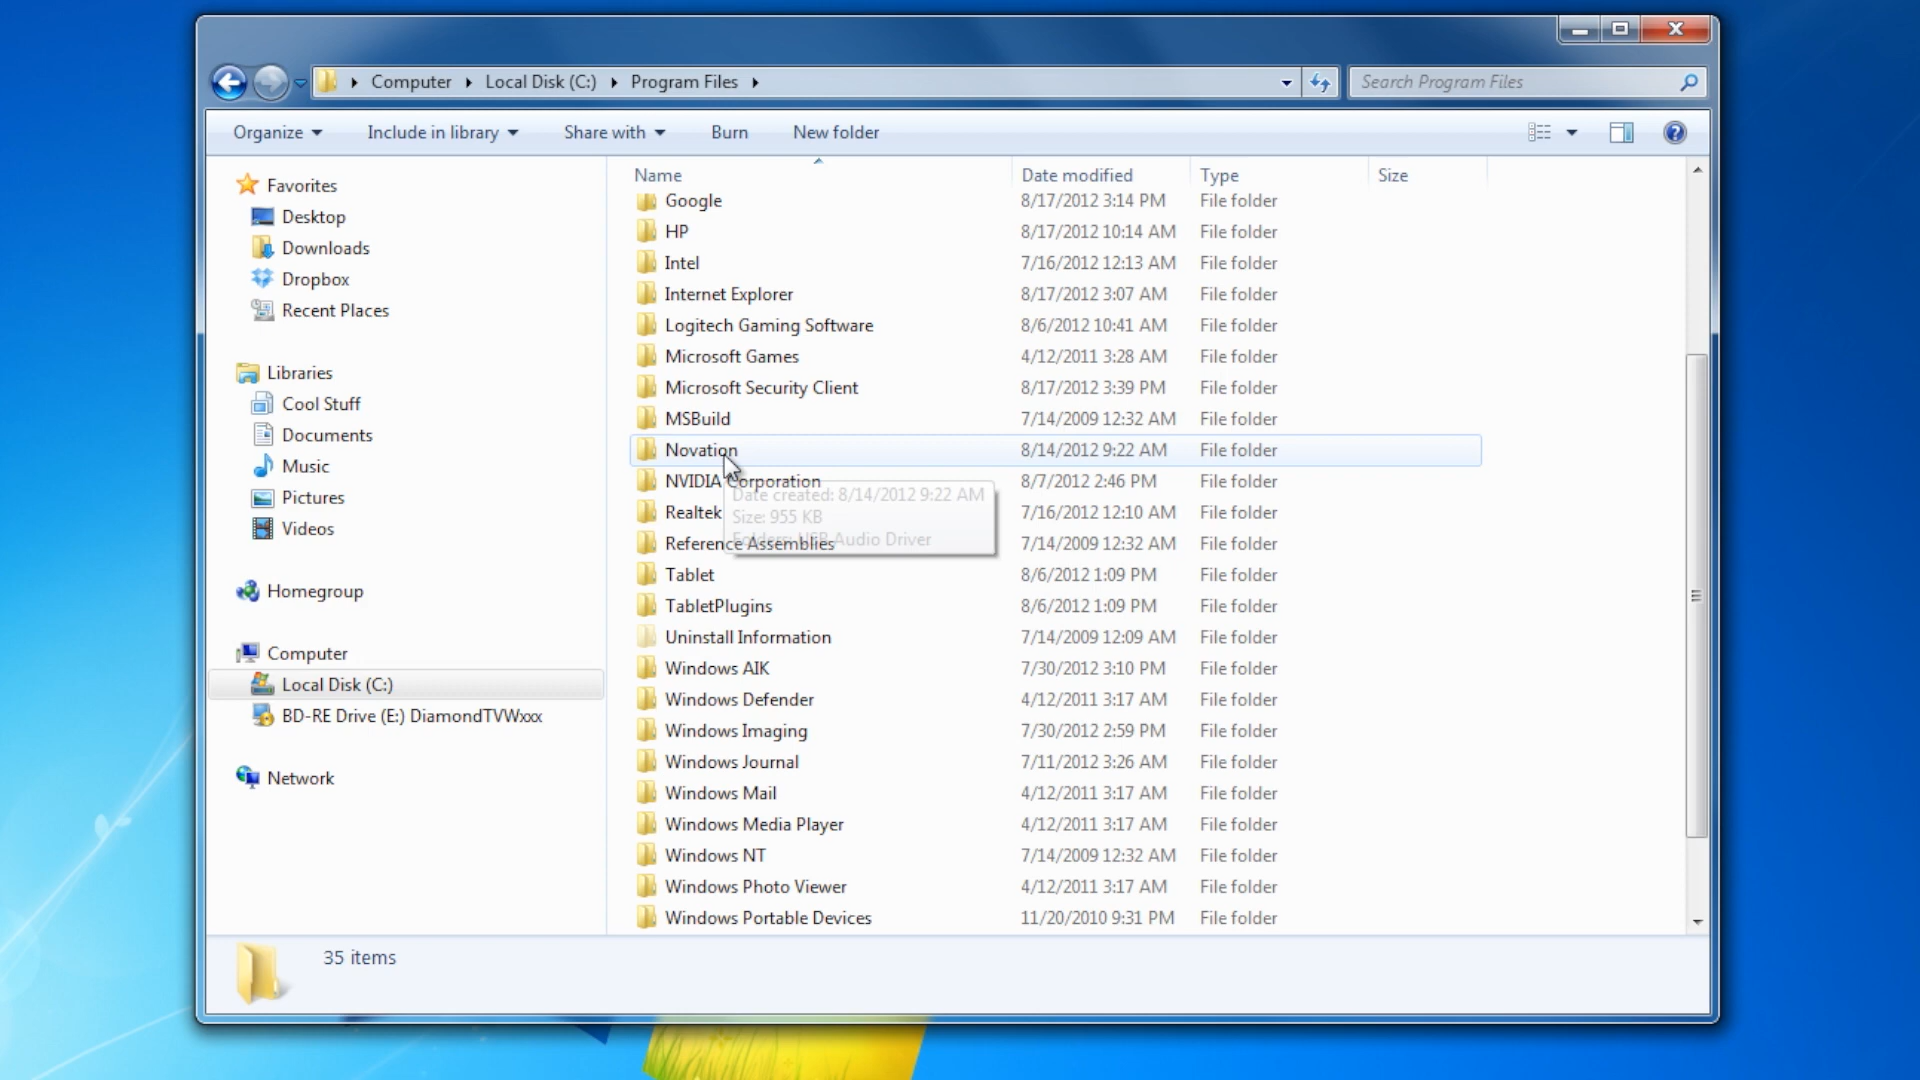 Computer Local Disk (C:) Program Files
Search Program Files
Organize Include in library Share with Burn New folder
Favorites
Desktop
Downloads
Dropbox
Recent Places
Libraries
Cool Stuff
Documents
Music
Pictures
Videos
Homegroup
Computer
Local Disk (C:)
BD-RE Drive (E:) DiamondTVWxxx
Network
Name Date modified Type Size
Google 8/17/2012 3:14 PM File folder
HP 8/17/2012 10:14 AM File folder
Intel 7/16/2012 12:13 AM File folder
Internet Explorer 8/17/2012 3:07 AM File folder
Logitech Gaming Software 8/6/2012 10:41 AM File folder
Microsoft Games 4/12/2011 3:28 AM File folder
Microsoft Security Client 8/17/2012 3:39 PM File folder
MSBuild 7/14/2009 12:32 AM File folder
Novation 8/14/2012 9:22 AM File folder
NVIDIA Corporation 8/7/2012 2:46 PM File folder
Date created: 8/14/2012 9:22 AM
Size: 955 KB
Folders: USB Audio Driver
Realtek 7/16/2012 12:10 AM File folder
Reference Assemblies 7/14/2009 12:32 AM File folder
Tablet 8/6/2012 1:09 PM File folder
TabletPlugins 8/6/2012 1:09 PM File folder
Uninstall Information 7/14/2009 12:09 AM File folder
Windows AIK 7/30/2012 3:10 PM File folder
Windows Defender 4/12/2011 3:17 AM File folder
Windows Imaging 7/30/2012 2:59 PM File folder
Windows Journal 7/11/2012 3:26 AM File folder
Windows Mail 4/12/2011 3:17 AM File folder
Windows Media Player 4/12/2011 3:17 AM File folder
Windows NT 7/14/2009 12:32 AM File folder
Windows Photo Viewer 4/12/2011 3:17 AM File folder
Windows Portable Devices 11/20/2010 9:31 PM File folder
35 items